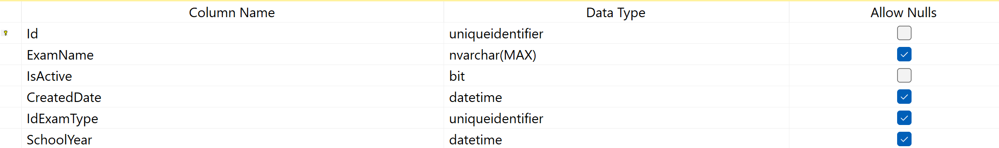 Column Name Data Type Allow Nulls
Id uniqueidentifier
ExamName nvarchar(MAX)
IsActive bit
CreatedDate datetime
IdExamType uniqueidentifier
SchoolYear datetime